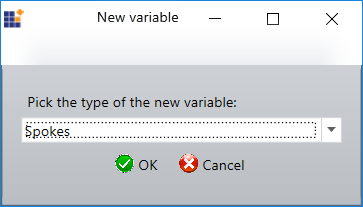 New variable
Pick the type of the new variable:
Spokes
OK Cancel